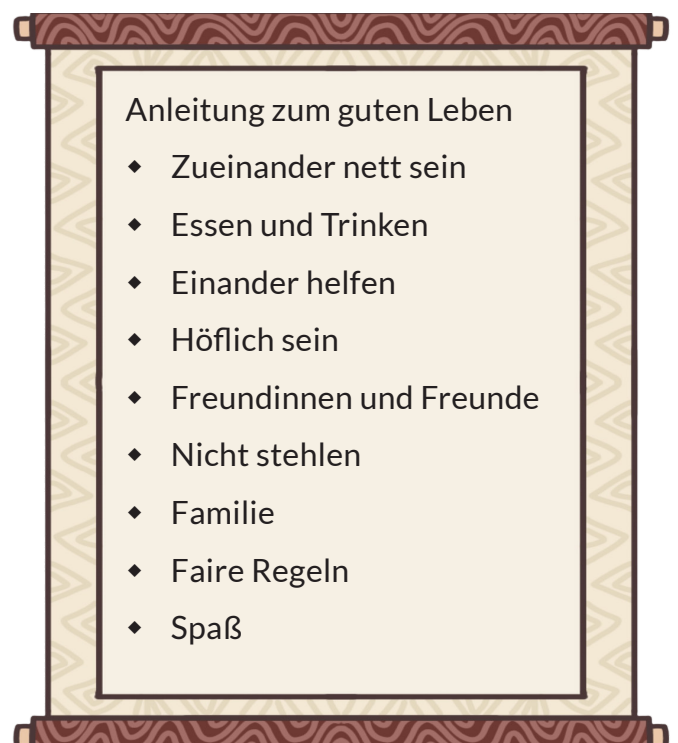 Anleitung zum guten Leben
◆ Zueinander nett sein
◆ Essen und Trinken
◆ Einander helfen
◆ Höflich sein
◆ Freundinnen und Freunde
◆ Nicht stehlen
◆ Familie
◆ Faire Regeln
◆ Spaß